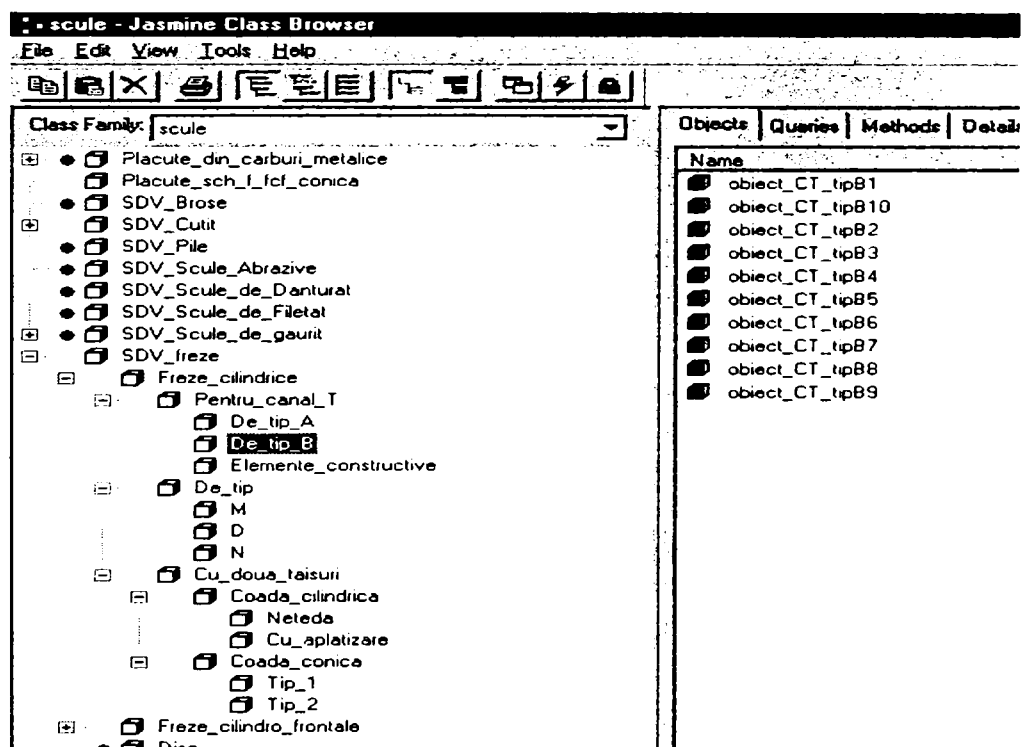 scule - Jasmine Class Browser
File Edit View Tools Help
Class Family: scule
Placute_din_carburi_metalice
Placute_sch_f_fcf_conica
SDV_Brose
SDV_Cutit
SDV_Pile
SDV_Scule_Abrazive
SDV_Scule_de_Danturat
SDV_Scule_de_Filetat
SDV_Scule_de_gaurit
SDV_freze
Freze_cilindrice
Pentru_canal_T
De_tip_A
De_tip_B
Elemente_constructive
De_tip
M
D
N
Cu_doua_taisuri
Coada_cilindrica
Neteda
Cu_aplatizare
Coada_conica
Tip_1
Tip_2
Freze_cilindro_frontale
Objects Queries Methods Details
Name
obiect_CT_tipB1
obiect_CT_tipB10
obiect_CT_tipB2
obiect_CT_tipB3
obiect_CT_tipB4
obiect_CT_tipB5
obiect_CT_tipB6
obiect_CT_tipB7
obiect_CT_tipB8
obiect_CT_tipB9